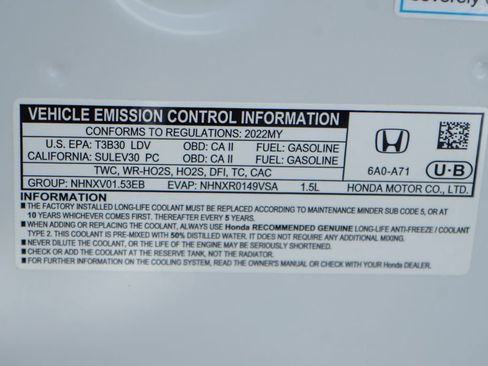 VEHICLE EMISSION CONTROL INFORMATION
CONFORMS TO REGULATIONS: 2022MY
U.S. EPA: T3B30 LDV OBD: CA II FUEL: GASOLINE
CALIFORNIA: SULEV30 PC OBD: CA II FUEL: GASOLINE
TWC, WR-HO2S, HO2S, DFI, TC, CAC
GROUP: NHNXV01.53EB EVAP: NHNXR0149VSA 1.5L
6A0-A71 U·B
HONDA MOTOR CO., LTD.
INFORMATION
■ THE FACTORY INSTALLED LONG-LIFE COOLANT MUST BE REPLACED ACCORDING TO MAINTENANCE MINDER SUB CODE 5, OR AT
10 YEARS WHICHEVER COMES FIRST. THEREAFTER EVERY 5 YEARS.
■ WHEN ADDING OR REPLACING THE COOLANT, ALWAYS USE Honda RECOMMENDED GENUINE LONG-LIFE ANTI-FREEZE / COOLANT
TYPE 2. THIS COOLANT IS PRE-MIXED WITH 50% DISTILLED WATER. IT DOES NOT REQUIRE ANY ADDITIONAL MIXING.
■ NEVER DILUTE THE COOLANT, OR THE LIFE OF THE ENGINE MAY BE SERIOUSLY SHORTENED.
■ CHECK OR ADD THE COOLANT AT THE RESERVE TANK, NOT THE RADIATOR.
■ FOR FURTHER INFORMATION ON THE COOLING SYSTEM, READ THE OWNER'S MANUAL OR CHECK WITH YOUR Honda DEALER.